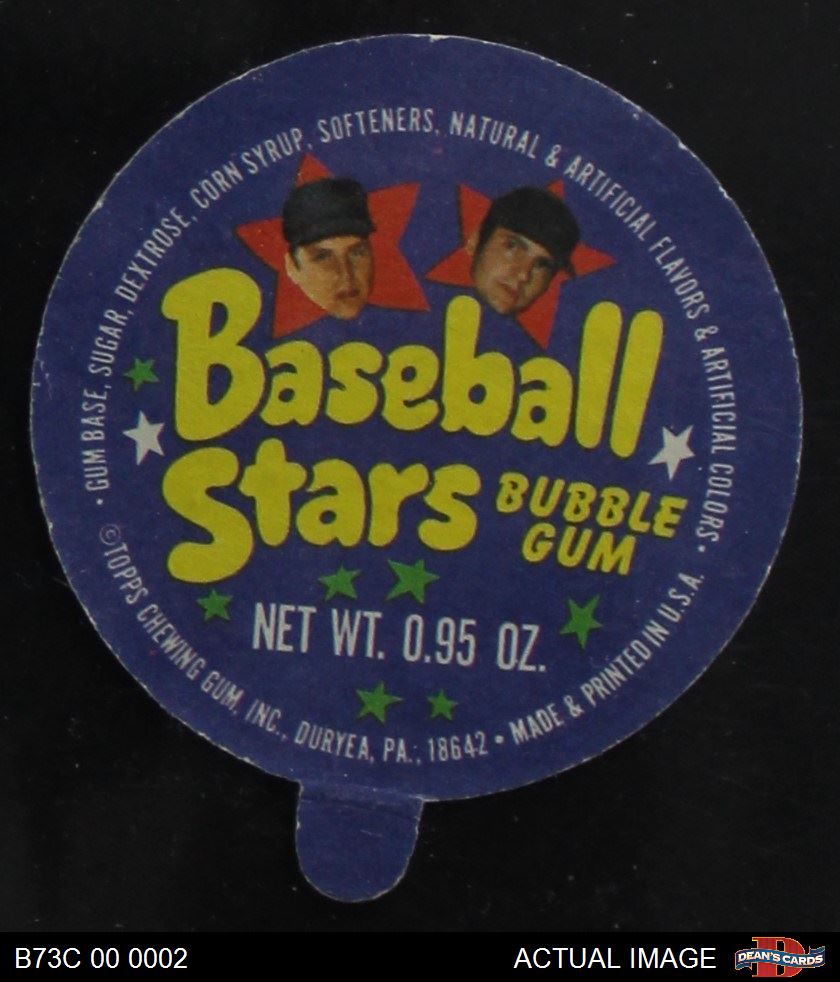 • GUM BASE, SUGAR, DEXTROSE, CORN SYRUP, SOFTENERS, NATURAL & ARTIFICIAL FLAVORS & ARTIFICIAL COLORS •
Baseball
Stars BUBBLE
GUM
NET WT. 0.95 OZ.
©TOPPS CHEWING GUM, INC., DURYEA, PA., 18642 • MADE & PRINTED IN U.S.A.
B73C 00 0002
ACTUAL IMAGE
D
DEAN'S CARDS